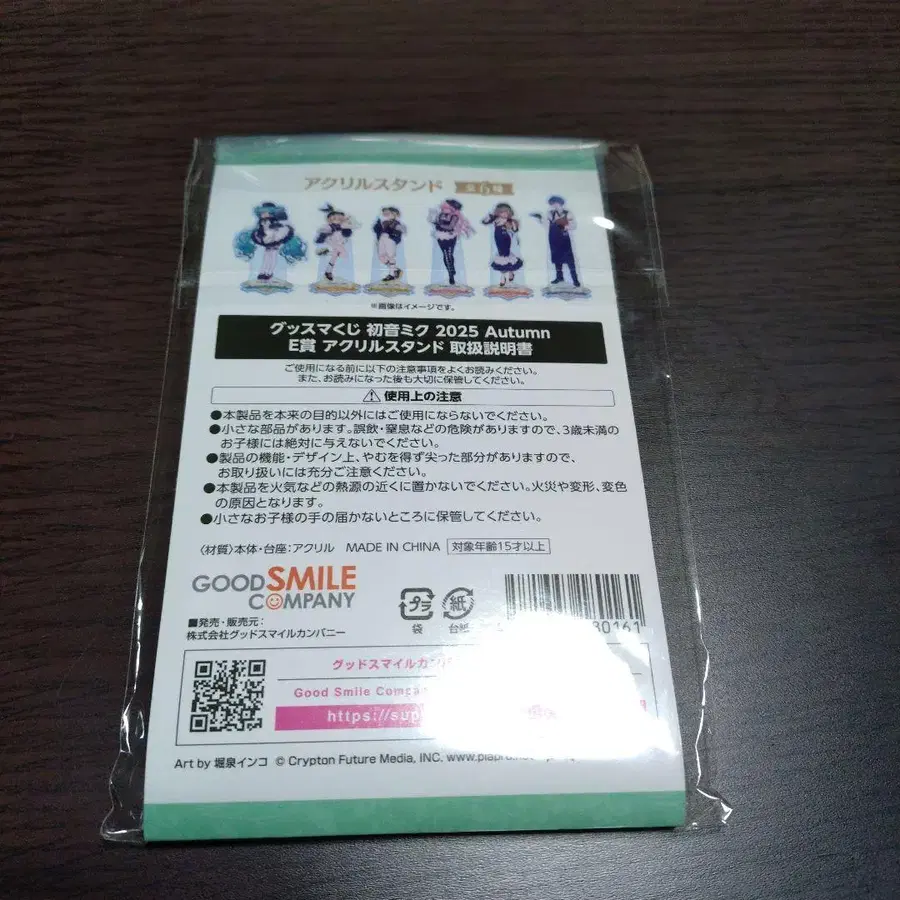 アクリルスタンド 全6種
※画像はイメージです。
グッスマくじ 初音ミク 2025 Autumn
E賞 アクリルスタンド 取扱説明書
ご使用になる前に以下の注意事項をよくお読みください。
また、お読みになった後も大切に保管してください。
使用上の注意
●本製品を本来の目的以外にはご使用にならないでください。
●小さな部品があります。誤飲・窒息などの危険がありますので、3歳未満の
お子様には絶対に与えないでください。
●製品の機能・デザイン上、やむを得ず尖った部分がありますので、
お取り扱いには充分ご注意ください。
●本製品を火気などの熱源の近くに置かないでください。火災や変形、変色
の原因となります。
●小さなお子様の手の届かないところに保管してください。
〈材質〉本体・台座：アクリル MADE IN CHINA 対象年齢15才以上
GOOD SMILE
COMPANY
プラ 袋
紙 台紙
80161
■発売・販売元：
株式会社グッドスマイルカンパニー
グッドスマイルカンパ
Good Smile Compa
https://sup
Art by 堀泉インコ © Crypton Future Media, INC. www.piapro.